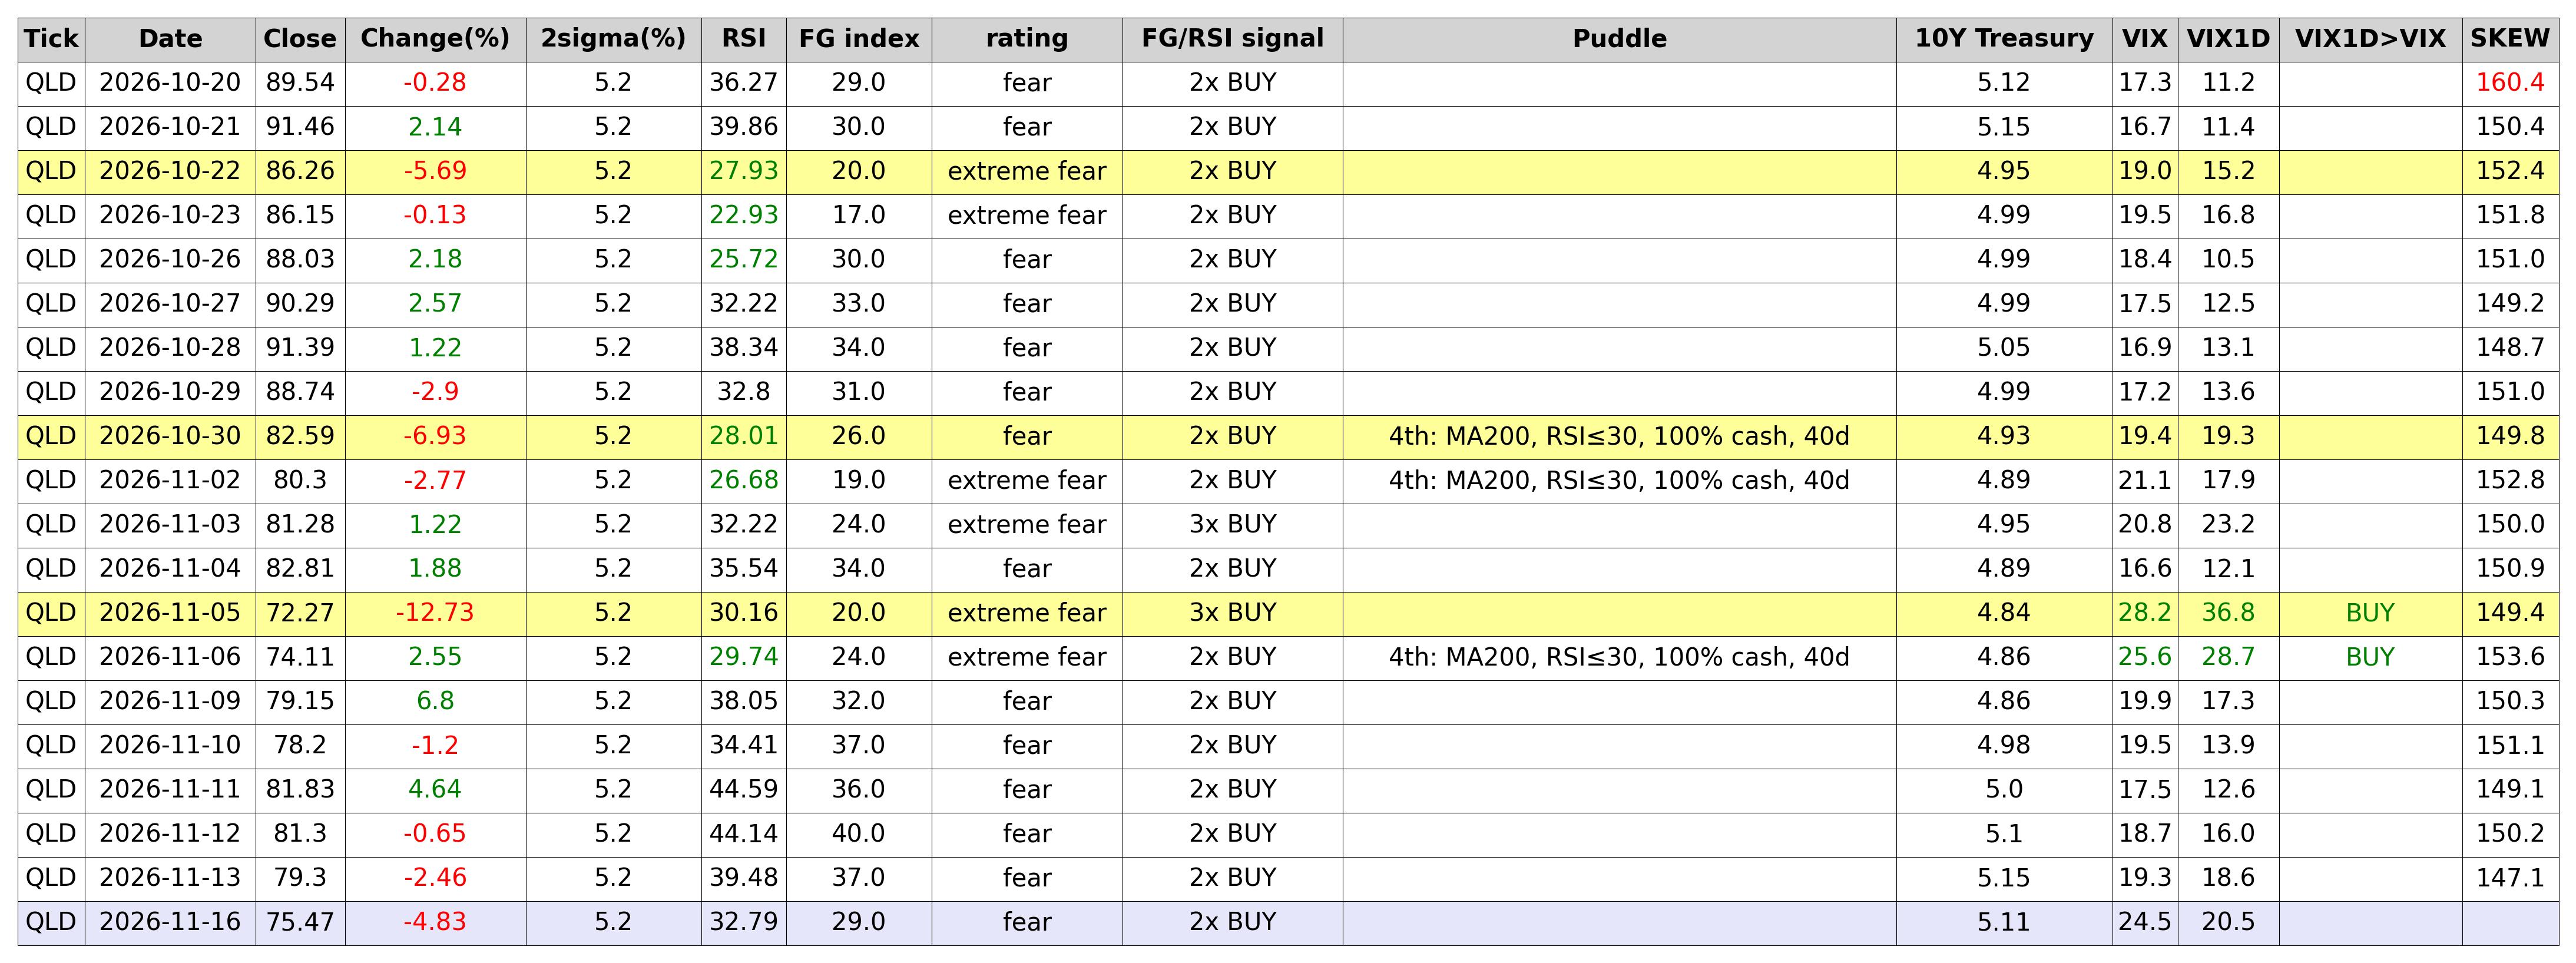 Tick Date Close Change(%) 2sigma(%) RSI FG index rating FG/RSI signal Puddle 10Y Treasury VIX VIX1D VIX1D>VIX SKEW
QLD 2026-10-20 89.54 -0.28 5.2 36.27 29.0 fear 2x BUY 5.12 17.3 11.2 160.4
QLD 2026-10-21 91.46 2.14 5.2 39.86 30.0 fear 2x BUY 5.15 16.7 11.4 150.4
QLD 2026-10-22 86.26 -5.69 5.2 27.93 20.0 extreme fear 2x BUY 4.95 19.0 15.2 152.4
QLD 2026-10-23 86.15 -0.13 5.2 22.93 17.0 extreme fear 2x BUY 4.99 19.5 16.8 151.8
QLD 2026-10-26 88.03 2.18 5.2 25.72 30.0 fear 2x BUY 4.99 18.4 10.5 151.0
QLD 2026-10-27 90.29 2.57 5.2 32.22 33.0 fear 2x BUY 4.99 17.5 12.5 149.2
QLD 2026-10-28 91.39 1.22 5.2 38.34 34.0 fear 2x BUY 5.05 16.9 13.1 148.7
QLD 2026-10-29 88.74 -2.9 5.2 32.8 31.0 fear 2x BUY 4.99 17.2 13.6 151.0
QLD 2026-10-30 82.59 -6.93 5.2 28.01 26.0 fear 2x BUY 4th: MA200, RSI≤30, 100% cash, 40d 4.93 19.4 19.3 149.8
QLD 2026-11-02 80.3 -2.77 5.2 26.68 19.0 extreme fear 2x BUY 4th: MA200, RSI≤30, 100% cash, 40d 4.89 21.1 17.9 152.8
QLD 2026-11-03 81.28 1.22 5.2 32.22 24.0 extreme fear 3x BUY 4.95 20.8 23.2 150.0
QLD 2026-11-04 82.81 1.88 5.2 35.54 34.0 fear 2x BUY 4.89 16.6 12.1 150.9
QLD 2026-11-05 72.27 -12.73 5.2 30.16 20.0 extreme fear 3x BUY 4.84 28.2 36.8 BUY 149.4
QLD 2026-11-06 74.11 2.55 5.2 29.74 24.0 extreme fear 2x BUY 4th: MA200, RSI≤30, 100% cash, 40d 4.86 25.6 28.7 BUY 153.6
QLD 2026-11-09 79.15 6.8 5.2 38.05 32.0 fear 2x BUY 4.86 19.9 17.3 150.3
QLD 2026-11-10 78.2 -1.2 5.2 34.41 37.0 fear 2x BUY 4.98 19.5 13.9 151.1
QLD 2026-11-11 81.83 4.64 5.2 44.59 36.0 fear 2x BUY 5.0 17.5 12.6 149.1
QLD 2026-11-12 81.3 -0.65 5.2 44.14 40.0 fear 2x BUY 5.1 18.7 16.0 150.2
QLD 2026-11-13 79.3 -2.46 5.2 39.48 37.0 fear 2x BUY 5.15 19.3 18.6 147.1
QLD 2026-11-16 75.47 -4.83 5.2 32.79 29.0 fear 2x BUY 5.11 24.5 20.5